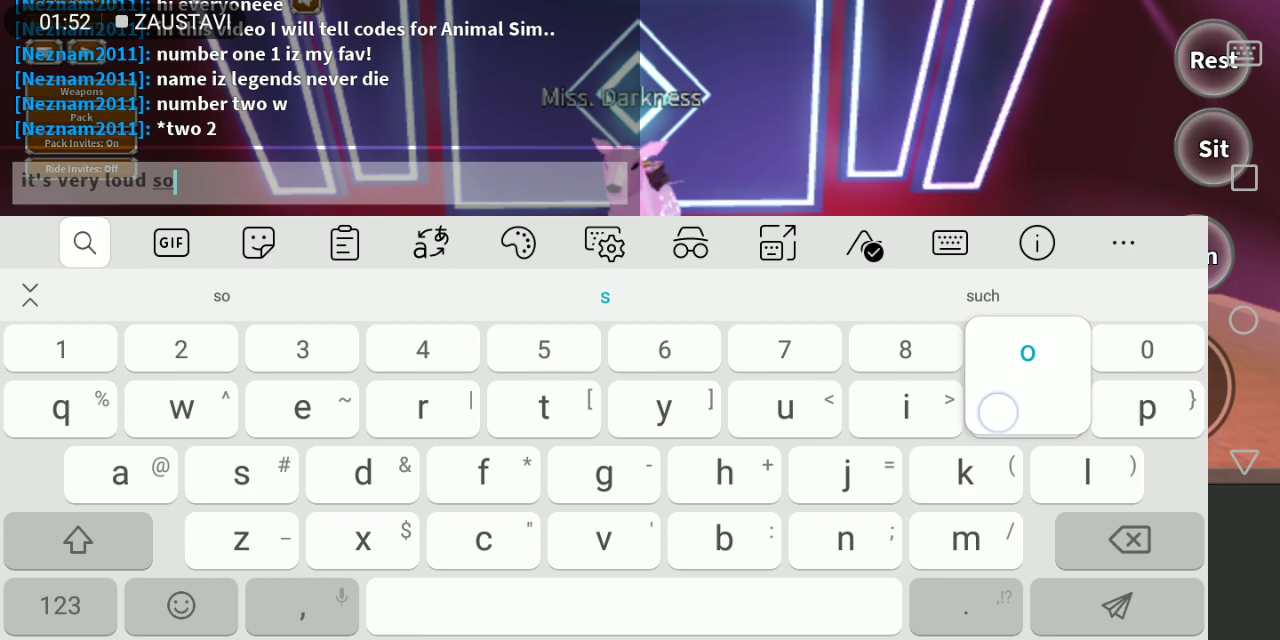 [Neznam2011]: hi everyoneee
01:52 ZAUSTAVI
in this video I will tell codes for Animal Sim..
[Neznam2011]: number one 1 iz my fav!
[Neznam2011]: name iz legends never die
Weapons
[Neznam2011]: number two w
Pack
[Neznam2011]: *two 2
Pack Invites: On
Ride Invites: Off
it's very loud so
Miss. Darkness
Rest
Sit
n
GIF
so s such
1 2 3 4 5 6 7 8 o 0
q % w ^ e ~ r | t [ y ] u < i > p }
a @ s # d & f * g - h + j = k ( l )
z _ x $ c " v ' b : n ; m /
123 , . ,!?